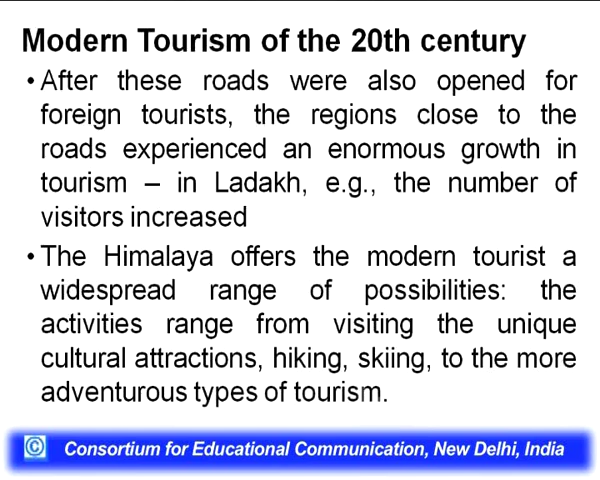 Modern Tourism of the 20th century
• After these roads were also opened for
foreign tourists, the regions close to the
roads experienced an enormous growth in
tourism – in Ladakh, e.g., the number of
visitors increased
• The Himalaya offers the modern tourist a
widespread range of possibilities: the
activities range from visiting the unique
cultural attractions, hiking, skiing, to the more
adventurous types of tourism.
© Consortium for Educational Communication, New Delhi, India